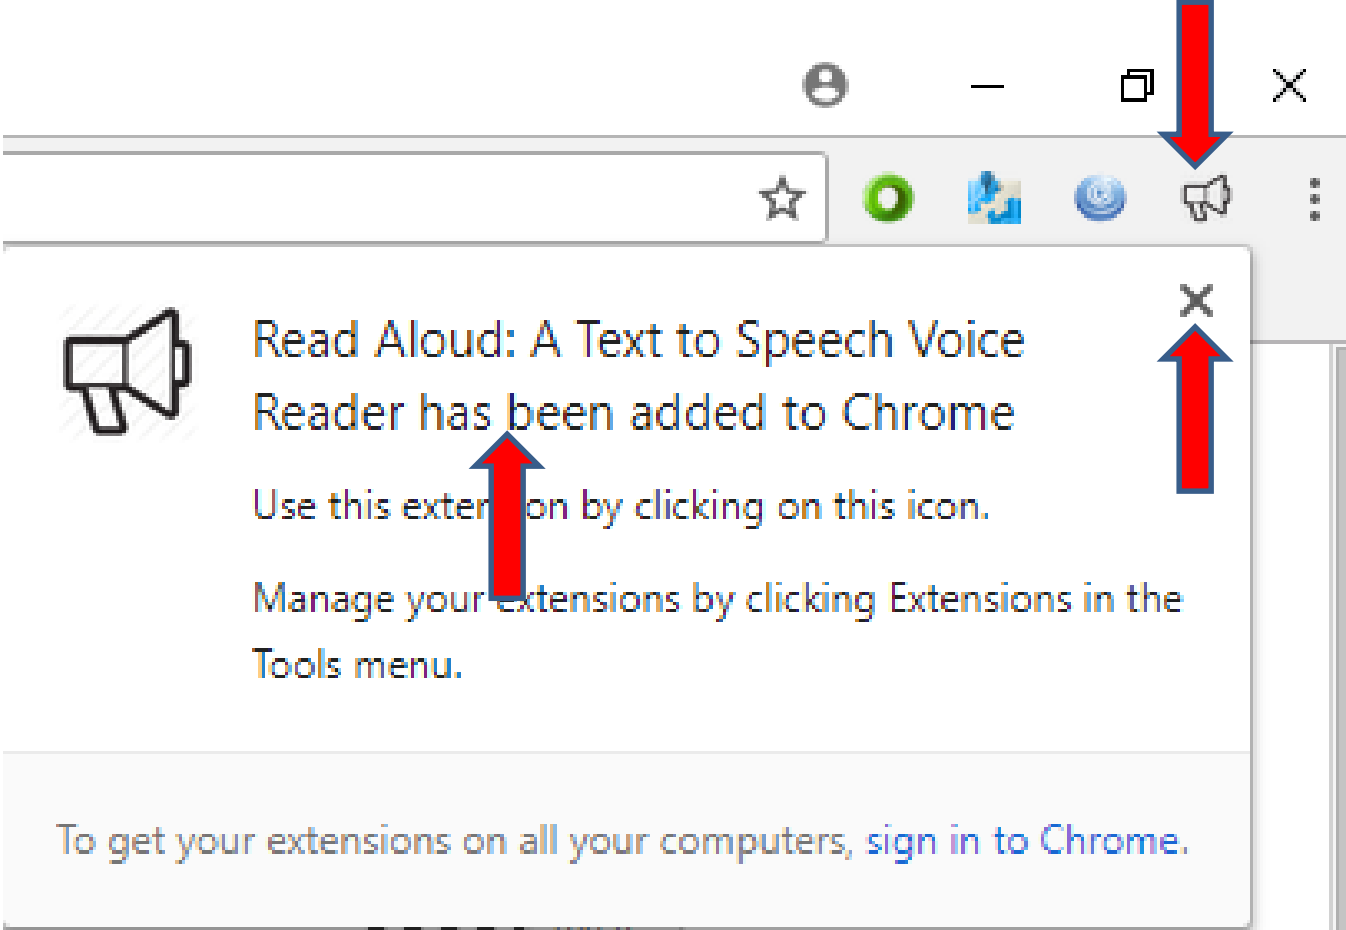 Read Aloud: A Text to Speech Voice
Reader has been added to Chrome
Use this extension by clicking on this icon.
Manage your extensions by clicking Extensions in the
Tools menu.
To get your extensions on all your computers, sign in to Chrome.